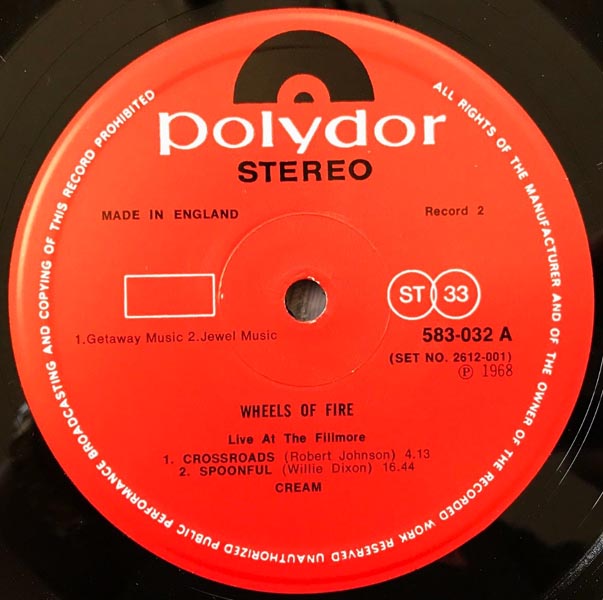 polydor
STEREO
MADE IN ENGLAND
Record 2
ST 33
1.Getaway Music 2.Jewel Music
583-032 A
(SET NO. 2612-001)
Ⓟ 1968
WHEELS OF FIRE
Live At The Fillmore
1. CROSSROADS (Robert Johnson) 4.13
2. SPOONFUL (Willie Dixon) 16.44
CREAM
ALL RIGHTS OF THE MANUFACTURER AND OF THE OWNER OF THE RECORDED WORK RESERVED UNAUTHORIZED PUBLIC PERFORMANCE BROADCASTING AND COPYING OF THIS RECORD PROHIBITED